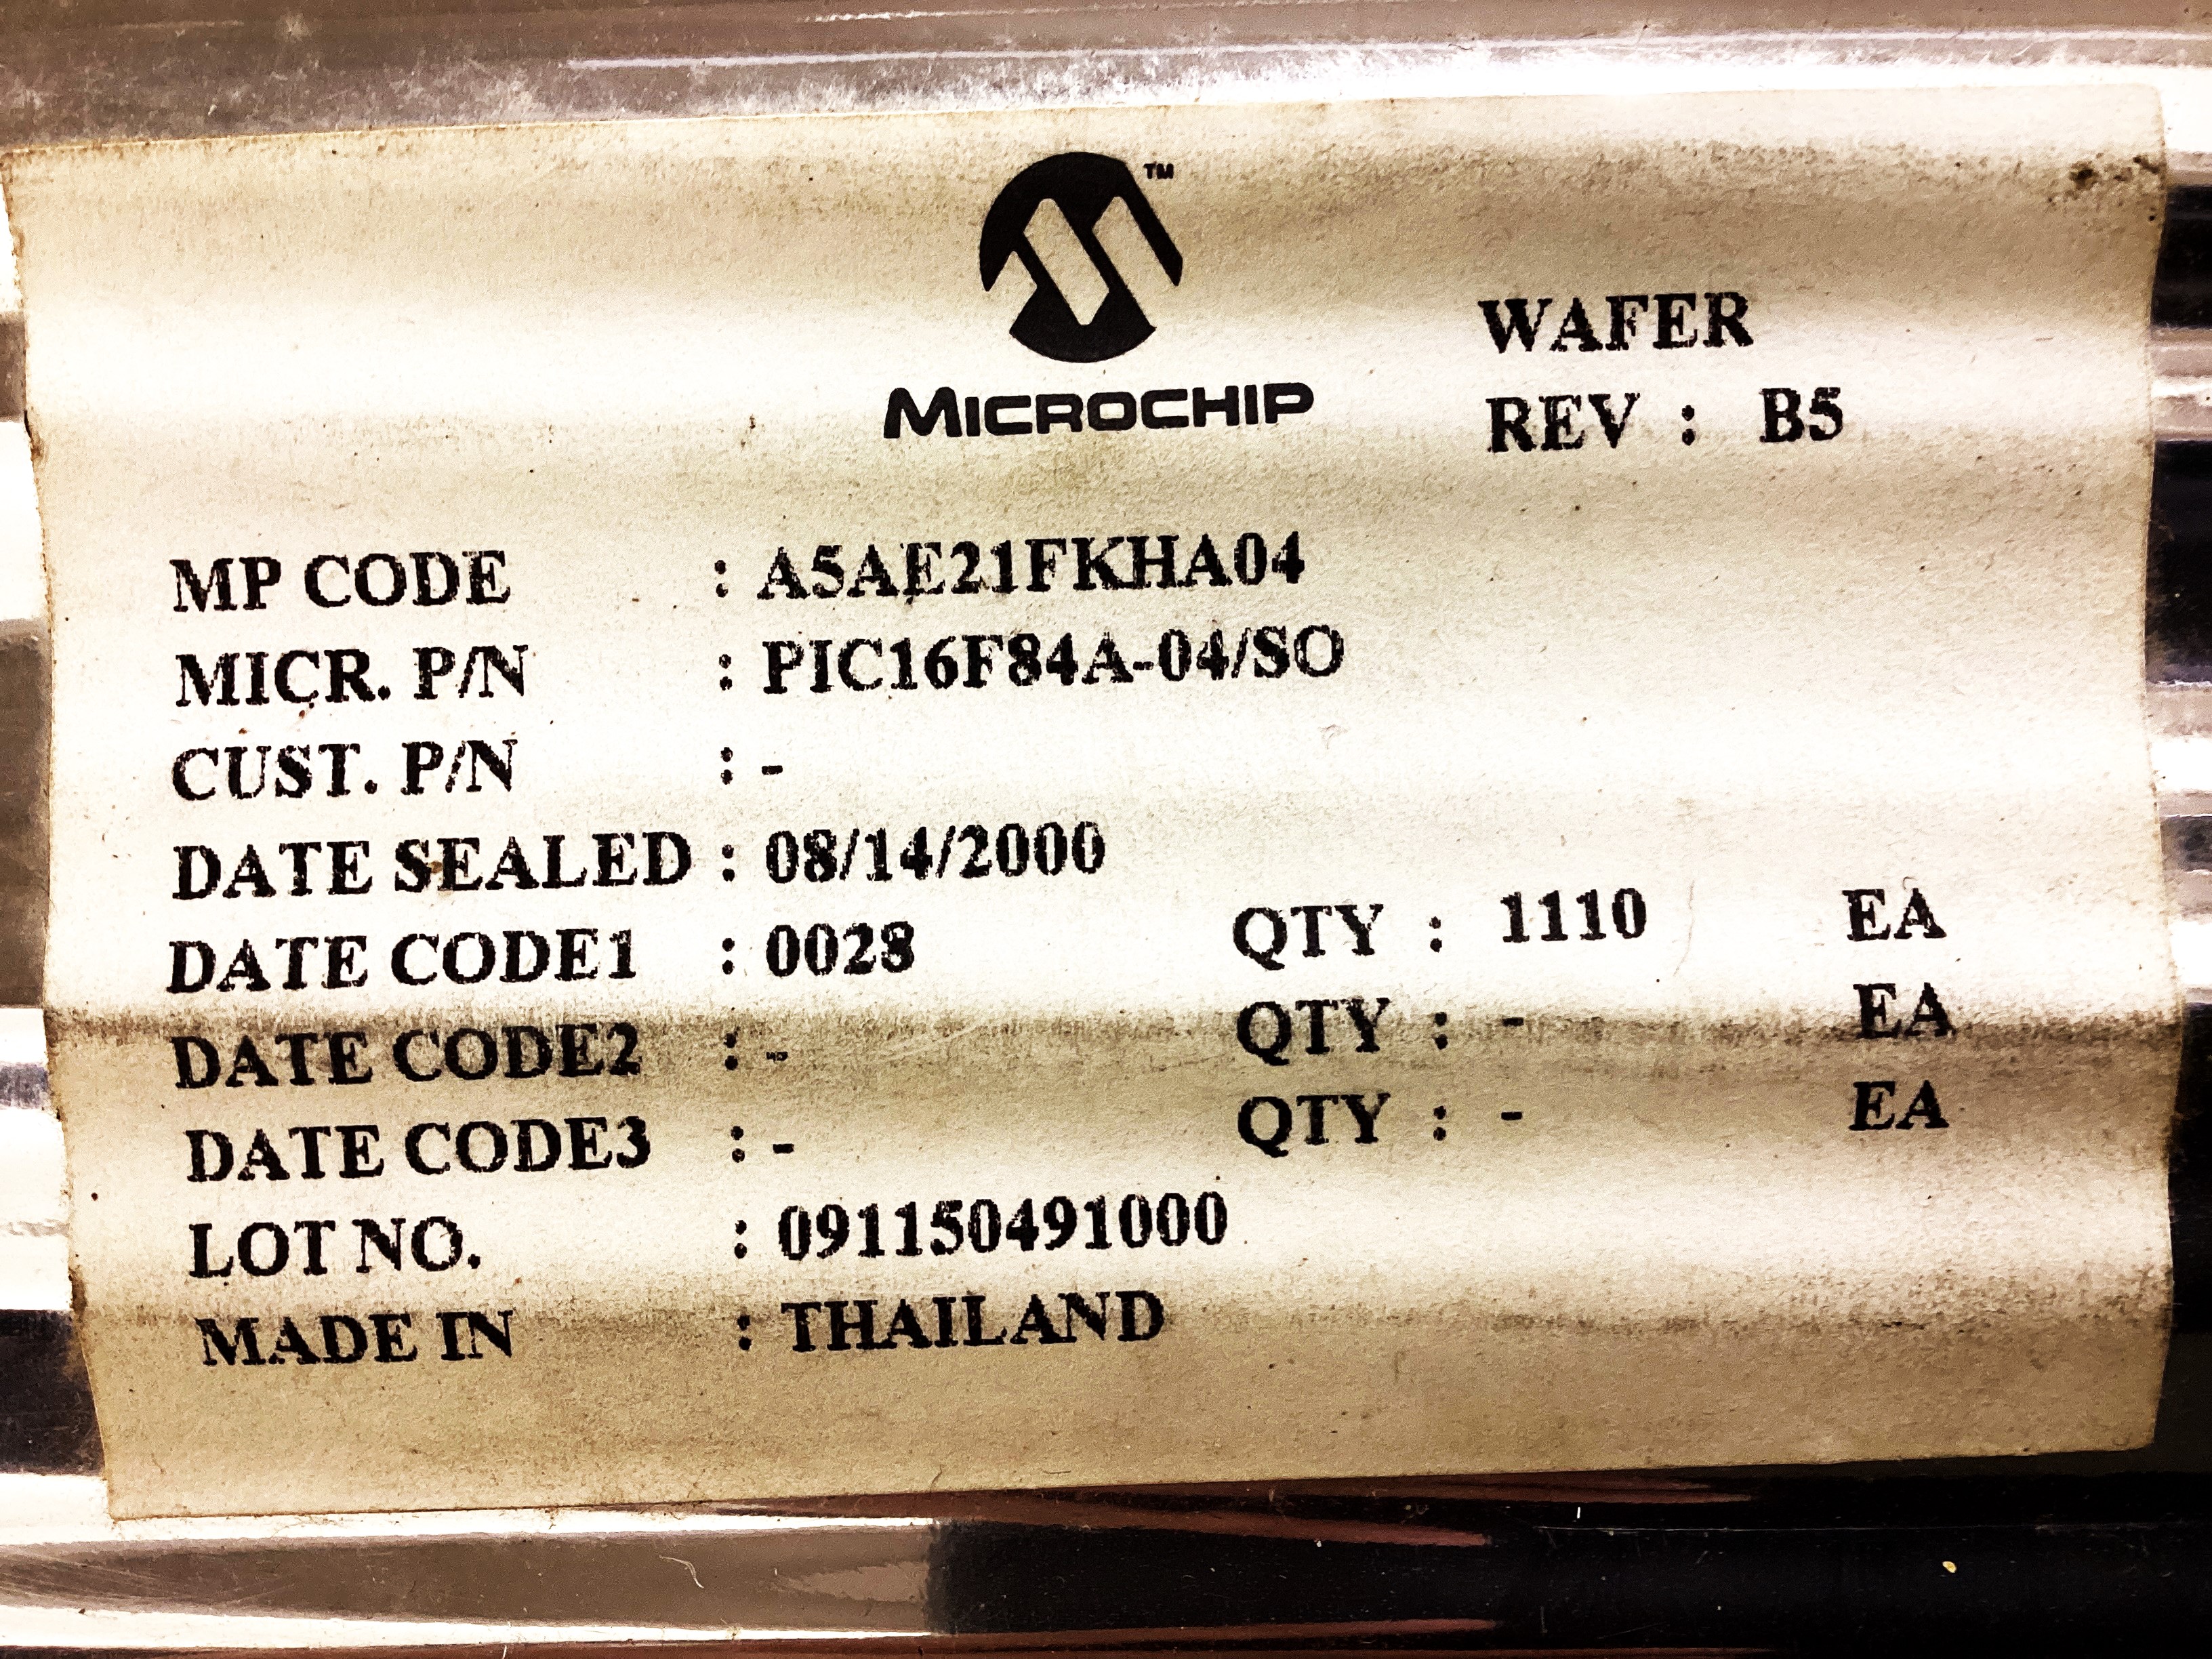 TM
MICROCHIP
WAFER
REV : B5
MP CODE : A5AE21FKHA04
MICR. P/N : PIC16F84A-04/SO
CUST. P/N : -
DATE SEALED : 08/14/2000
DATE CODE1 : 0028 QTY : 1110 EA
DATE CODE2 : - QTY : - EA
DATE CODE3 : - QTY : - EA
LOT NO. : 091150491000
MADE IN : THAILAND